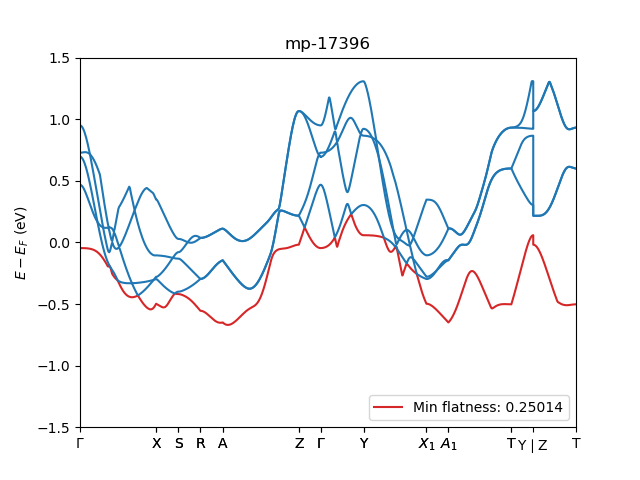 mp-17396
E − E_F (eV)
1.5
1.0
0.5
0.0
−0.5
−1.0
−1.5
Min flatness: 0.25014
Γ X S R A Z Γ Y X₁ A₁ T Y | Z T